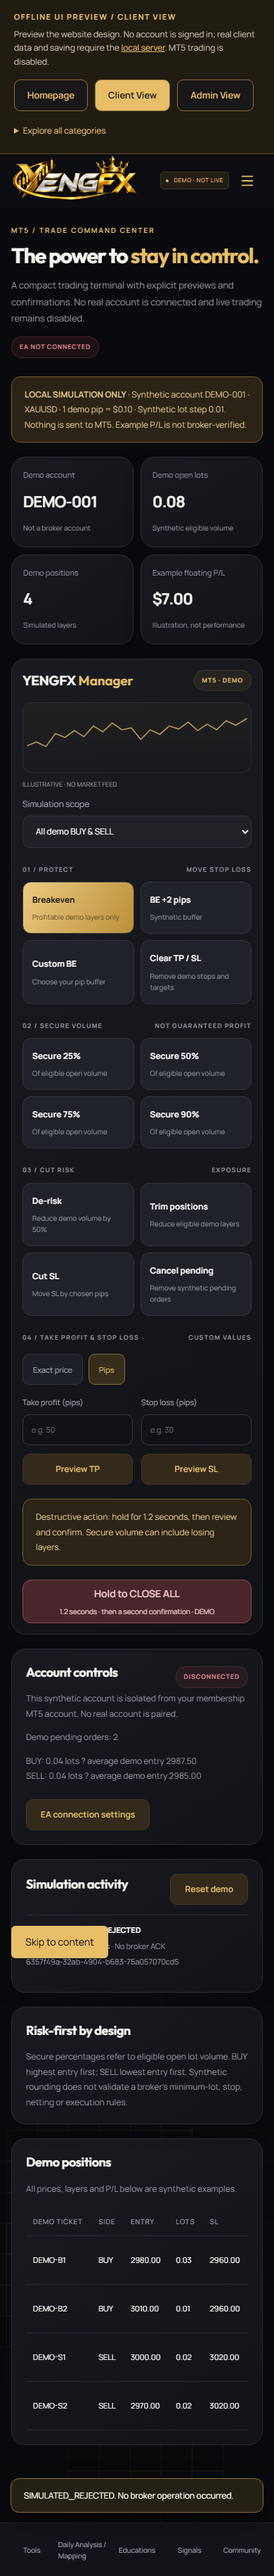 OFFLINE UI PREVIEW / CLIENT VIEW
Preview the website design. No account is signed in; real client
data and saving require the local server. MT5 trading is
disabled.
Homepage
Client View
Admin View
▶ Explore all categories
YENGFX
DEMO · NOT LIVE
MT5 / TRADE COMMAND CENTER
The power to stay in control.
A compact trading terminal with explicit previews and
confirmations. No real account is connected and live trading
remains disabled.
EA NOT CONNECTED
LOCAL SIMULATION ONLY · Synthetic account DEMO-001 ·
XAUUSD · 1 demo pip = $0.10 · Synthetic lot step 0.01.
Nothing is sent to MT5. Example P/L is not broker-verified.
Demo account
DEMO-001
Not a broker account
Demo open lots
0.08
Synthetic eligible volume
Demo positions
4
Simulated layers
Example floating P/L
$7.00
Illustration, not performance
YENGFX Manager
MT5 · DEMO
ILLUSTRATIVE · NO MARKET FEED
Simulation scope
All demo BUY & SELL
01 / PROTECT
MOVE STOP LOSS
Breakeven
Profitable demo layers only
BE +2 pips
Synthetic buffer
Custom BE
Choose your pip buffer
Clear TP / SL
Remove demo stops and
targets
02 / SECURE VOLUME
NOT GUARANTEED PROFIT
Secure 25%
Of eligible open volume
Secure 50%
Of eligible open volume
Secure 75%
Of eligible open volume
Secure 90%
Of eligible open volume
03 / CUT RISK
EXPOSURE
De-risk
Reduce demo volume by
50%
Trim positions
Reduce eligible demo layers
Cut SL
Move SL by chosen pips
Cancel pending
Remove synthetic pending
orders
04 / TAKE PROFIT & STOP LOSS
CUSTOM VALUES
Exact price
Pips
Take profit (pips)
Stop loss (pips)
e.g. 50
e.g. 30
Preview TP
Preview SL
Destructive action: hold for 1.2 seconds, then review
and confirm. Secure volume can include losing
layers.
Hold to CLOSE ALL
1.2 seconds · then a second confirmation · DEMO
Account controls
DISCONNECTED
This synthetic account is isolated from your membership
MT5 account. No real account is paired.
Demo pending orders: 2
BUY: 0.04 lots ? average demo entry 2987.50
SELL: 0.04 lots ? average demo entry 2985.00
EA connection settings
Simulation activity
Reset demo
EJECTED
Skip to content
· No broker ACK
6357f49a-32ab-4904-b683-75a057070cd5
Risk-first by design
Secure percentages refer to eligible open lot volume. BUY
highest entry first; SELL lowest entry first. Synthetic
rounding does not validate a broker's minimum-lot, stop,
netting or execution rules.
Demo positions
All prices, layers and P/L below are synthetic examples.
DEMO TICKET SIDE ENTRY LOTS SL
DEMO-B1 BUY 2980.00 0.03 2960.00
DEMO-B2 BUY 3010.00 0.01 2960.00
DEMO-S1 SELL 3000.00 0.02 3020.00
DEMO-S2 SELL 2970.00 0.02 3020.00
SIMULATED_REJECTED. No broker operation occurred.
Tools
Daily Analysis /
Mapping
Educations
Signals
Community